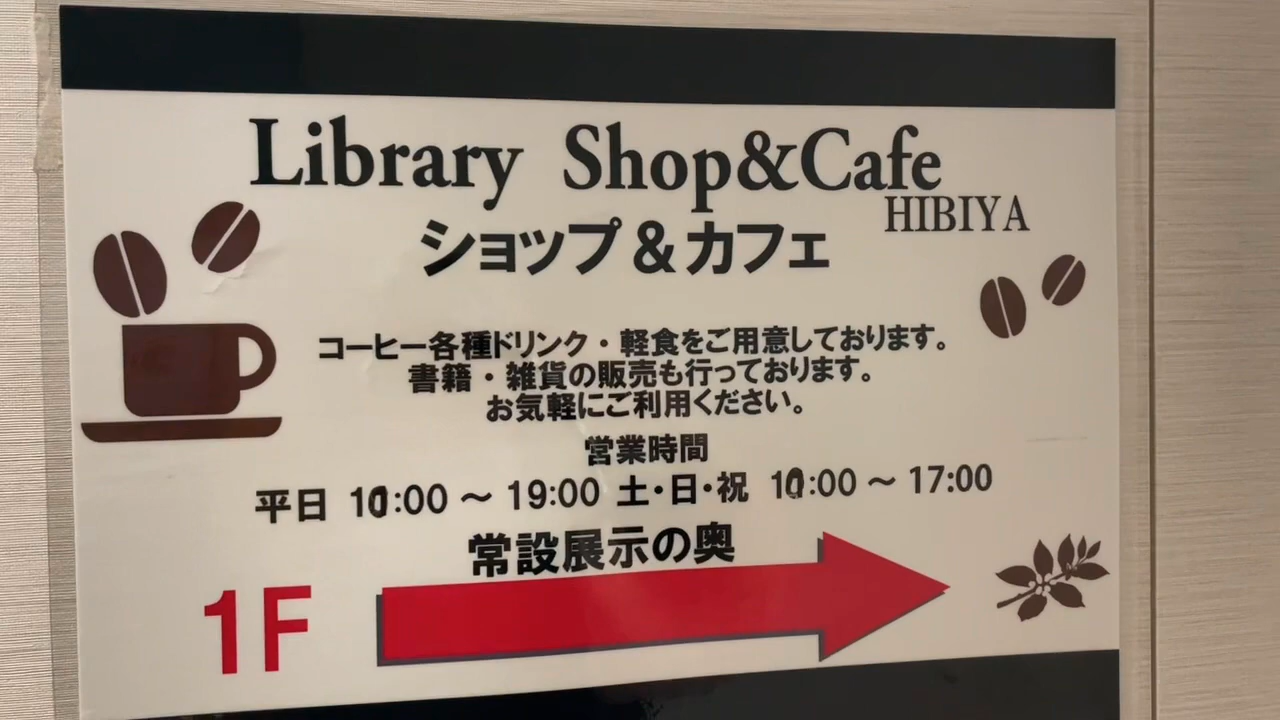 Library Shop&Cafe
HIBIYA
ショップ&カフェ
コーヒー各種ドリンク・軽食をご用意しております。
書籍・雑貨の販売も行っております。
お気軽にご利用ください。
営業時間
平日 10:00 ~ 19:00 土・日・祝 10:00 ~ 17:00
常設展示の奥
1F